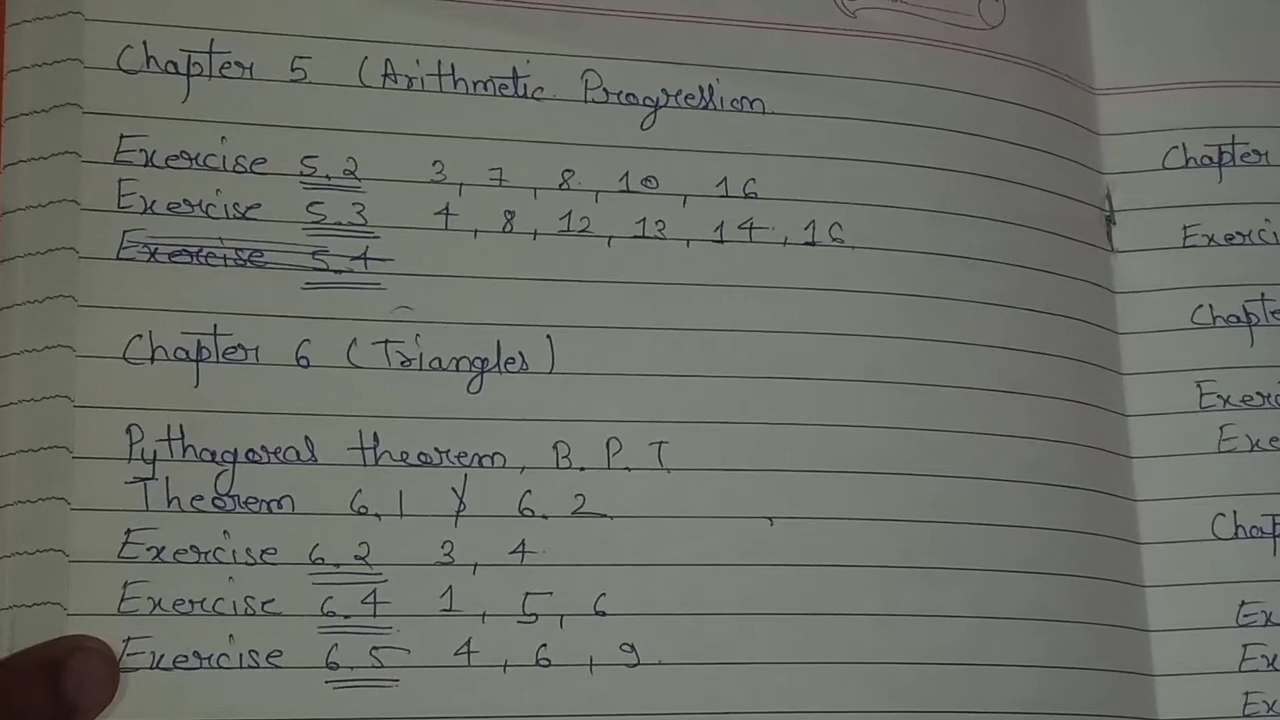 Chapter 5 (Arithmetic Progression
Exercise 5.2 3, 7, 8, 10, 16
Exercise 5.3 4, 8, 12, 13, 14, 16
Exercise 5.4
Chapter 6 (Triangles)
Pythagoras theorem, B. P. T
Theorem 6.1 6.2
Exercise 6.2 3, 4
Exercise 6.4 1, 5, 6
Exercise 6.5 4, 6, 9
Chapter
Exerci
Chapte
Exerc
Exe
Chap
Ex
Ex
Ex